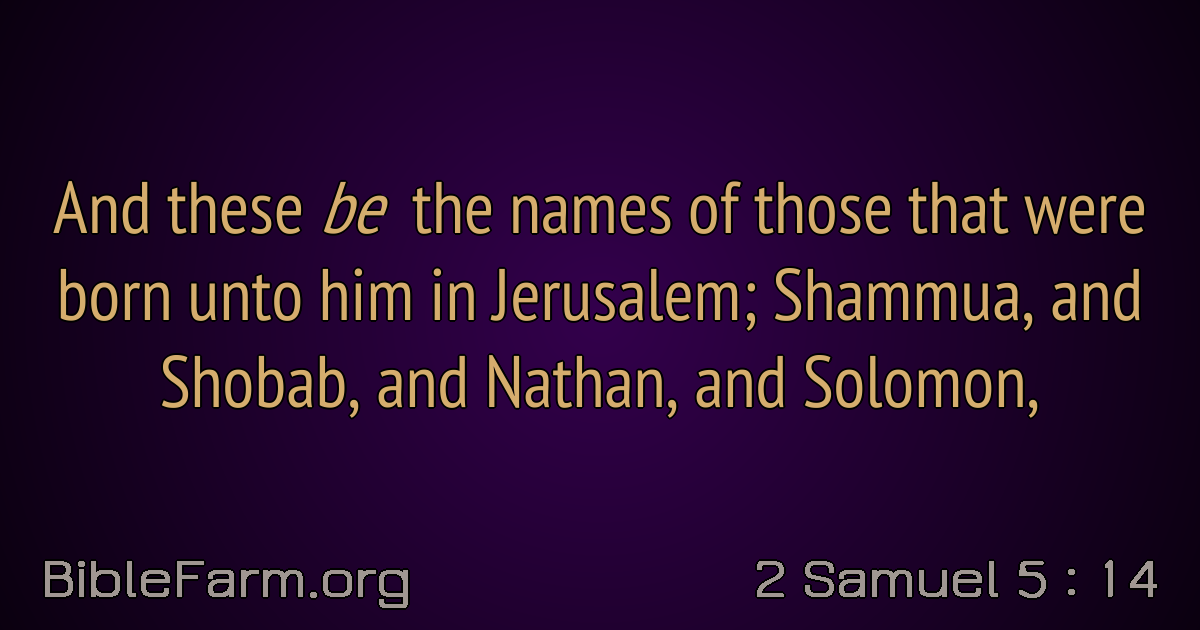 And these be the names of those that were
born unto him in Jerusalem; Shammua, and
Shobab, and Nathan, and Solomon,
BibleFarm.org
2 Samuel 5 : 14